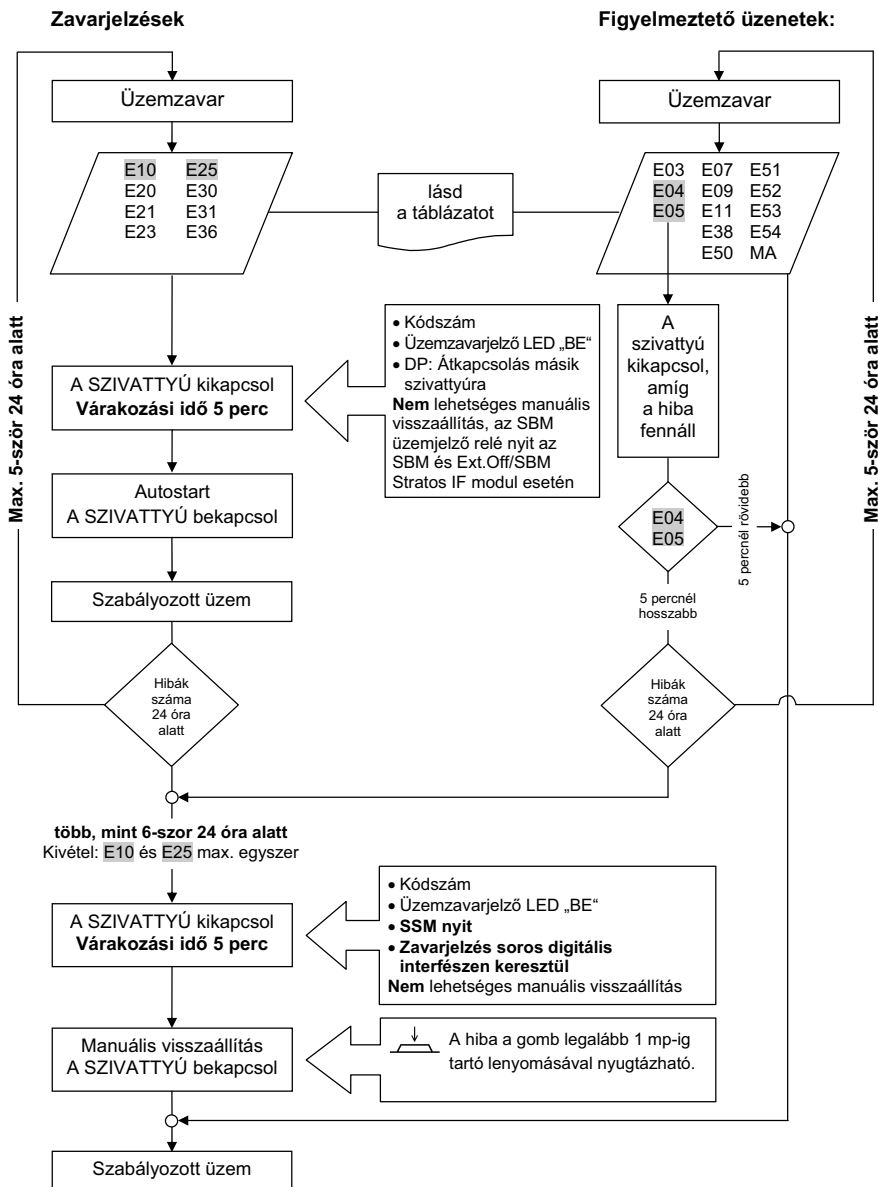 Zavarjelzések
Figyelmeztető üzenetek:
Üzemzavar
Üzemzavar
E10 E25
E20 E30
E21 E31
E23 E36
lásd
a táblázatot
E03 E07 E51
E04 E09 E52
E05 E11 E53
E38 E54
E50 MA
Max. 5-ször 24 óra alatt
Max. 5-ször 24 óra alatt
A SZIVATTYÚ kikapcsol
Várakozási idő 5 perc
• Kódszám
• Üzemzavarjelző LED „BE“
• DP: Átkapcsolás másik
szivattyúra
Nem lehetséges manuális
visszaállítás, az SBM
üzemjelző relé nyit az
SBM és Ext.Off/SBM
Stratos IF modul esetén
A
szivattyú
kikapcsol,
amíg
a hiba
fennáll
Autostart
A SZIVATTYÚ bekapcsol
E04
E05
5 percnél rövidebb
5 percnél
hosszabb
Szabályozott üzem
Hibák
száma
24 óra
alatt
Hibák
száma
24 óra
alatt
több, mint 6-szor 24 óra alatt
Kivétel: E10 és E25 max. egyszer
A SZIVATTYÚ kikapcsol
Várakozási idő 5 perc
• Kódszám
• Üzemzavarjelző LED „BE“
• SSM nyit
• Zavarjelzés soros digitális
interfészen keresztül
Nem lehetséges manuális visszaállítás
Manuális visszaállítás
A SZIVATTYÚ bekapcsol
A hiba a gomb legalább 1 mp-ig
tartó lenyomásával nyugtázható.
Szabályozott üzem